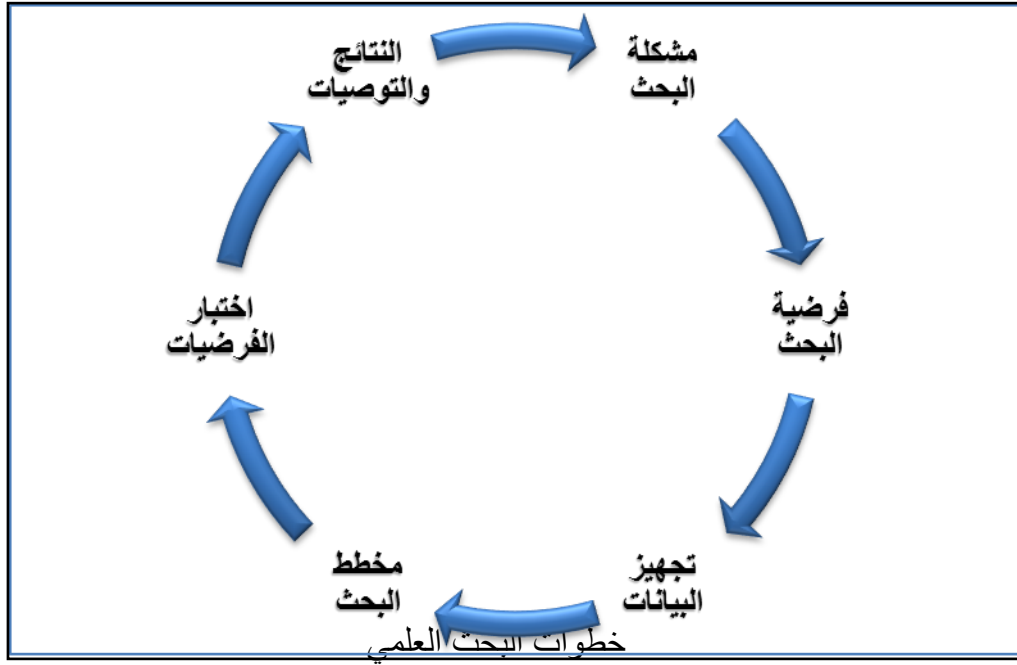 مشكلة
البحث
فرضية
البحث
تجهيز
البيانات
مخطط
البحث
اختبار
الفرضيات
النتائج
والتوصيات
خطوات البحث العلمي